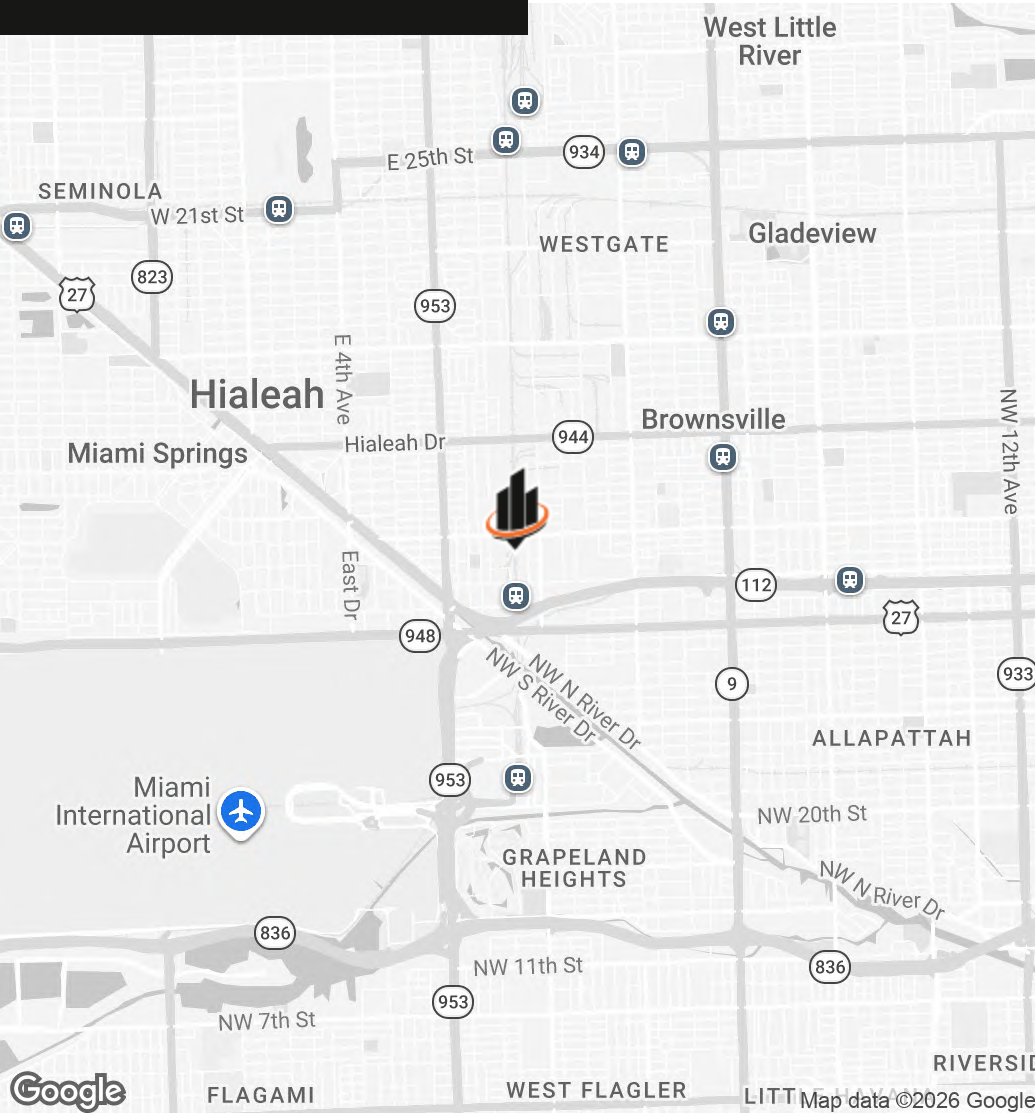 West Little
River
E 25th St
934
SEMINOLA
W 21st St
WESTGATE
Gladeview
823
27
953
E 4th Ave
Hialeah
Hialeah Dr
944
Brownsville
NW 12th Ave
Miami Springs
East Dr
112
27
948
NW N River Dr
NW S River Dr
9
933
ALLAPATTAH
953
Miami
International
Airport
NW 20th St
GRAPELAND
HEIGHTS
NW N River Dr
836
NW 11th St
836
953
NW 7th St
RIVERSID
Google
FLAGAMI
WEST FLAGLER
LITTLE HAVANA
Map data ©2026 Google